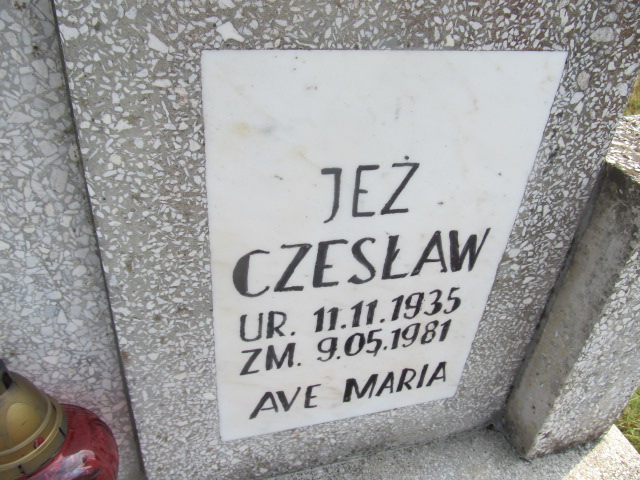 JEŻ
CZESŁAW
UR. 11.11.1935
ZM. 9.05.1981
AVE MARIA